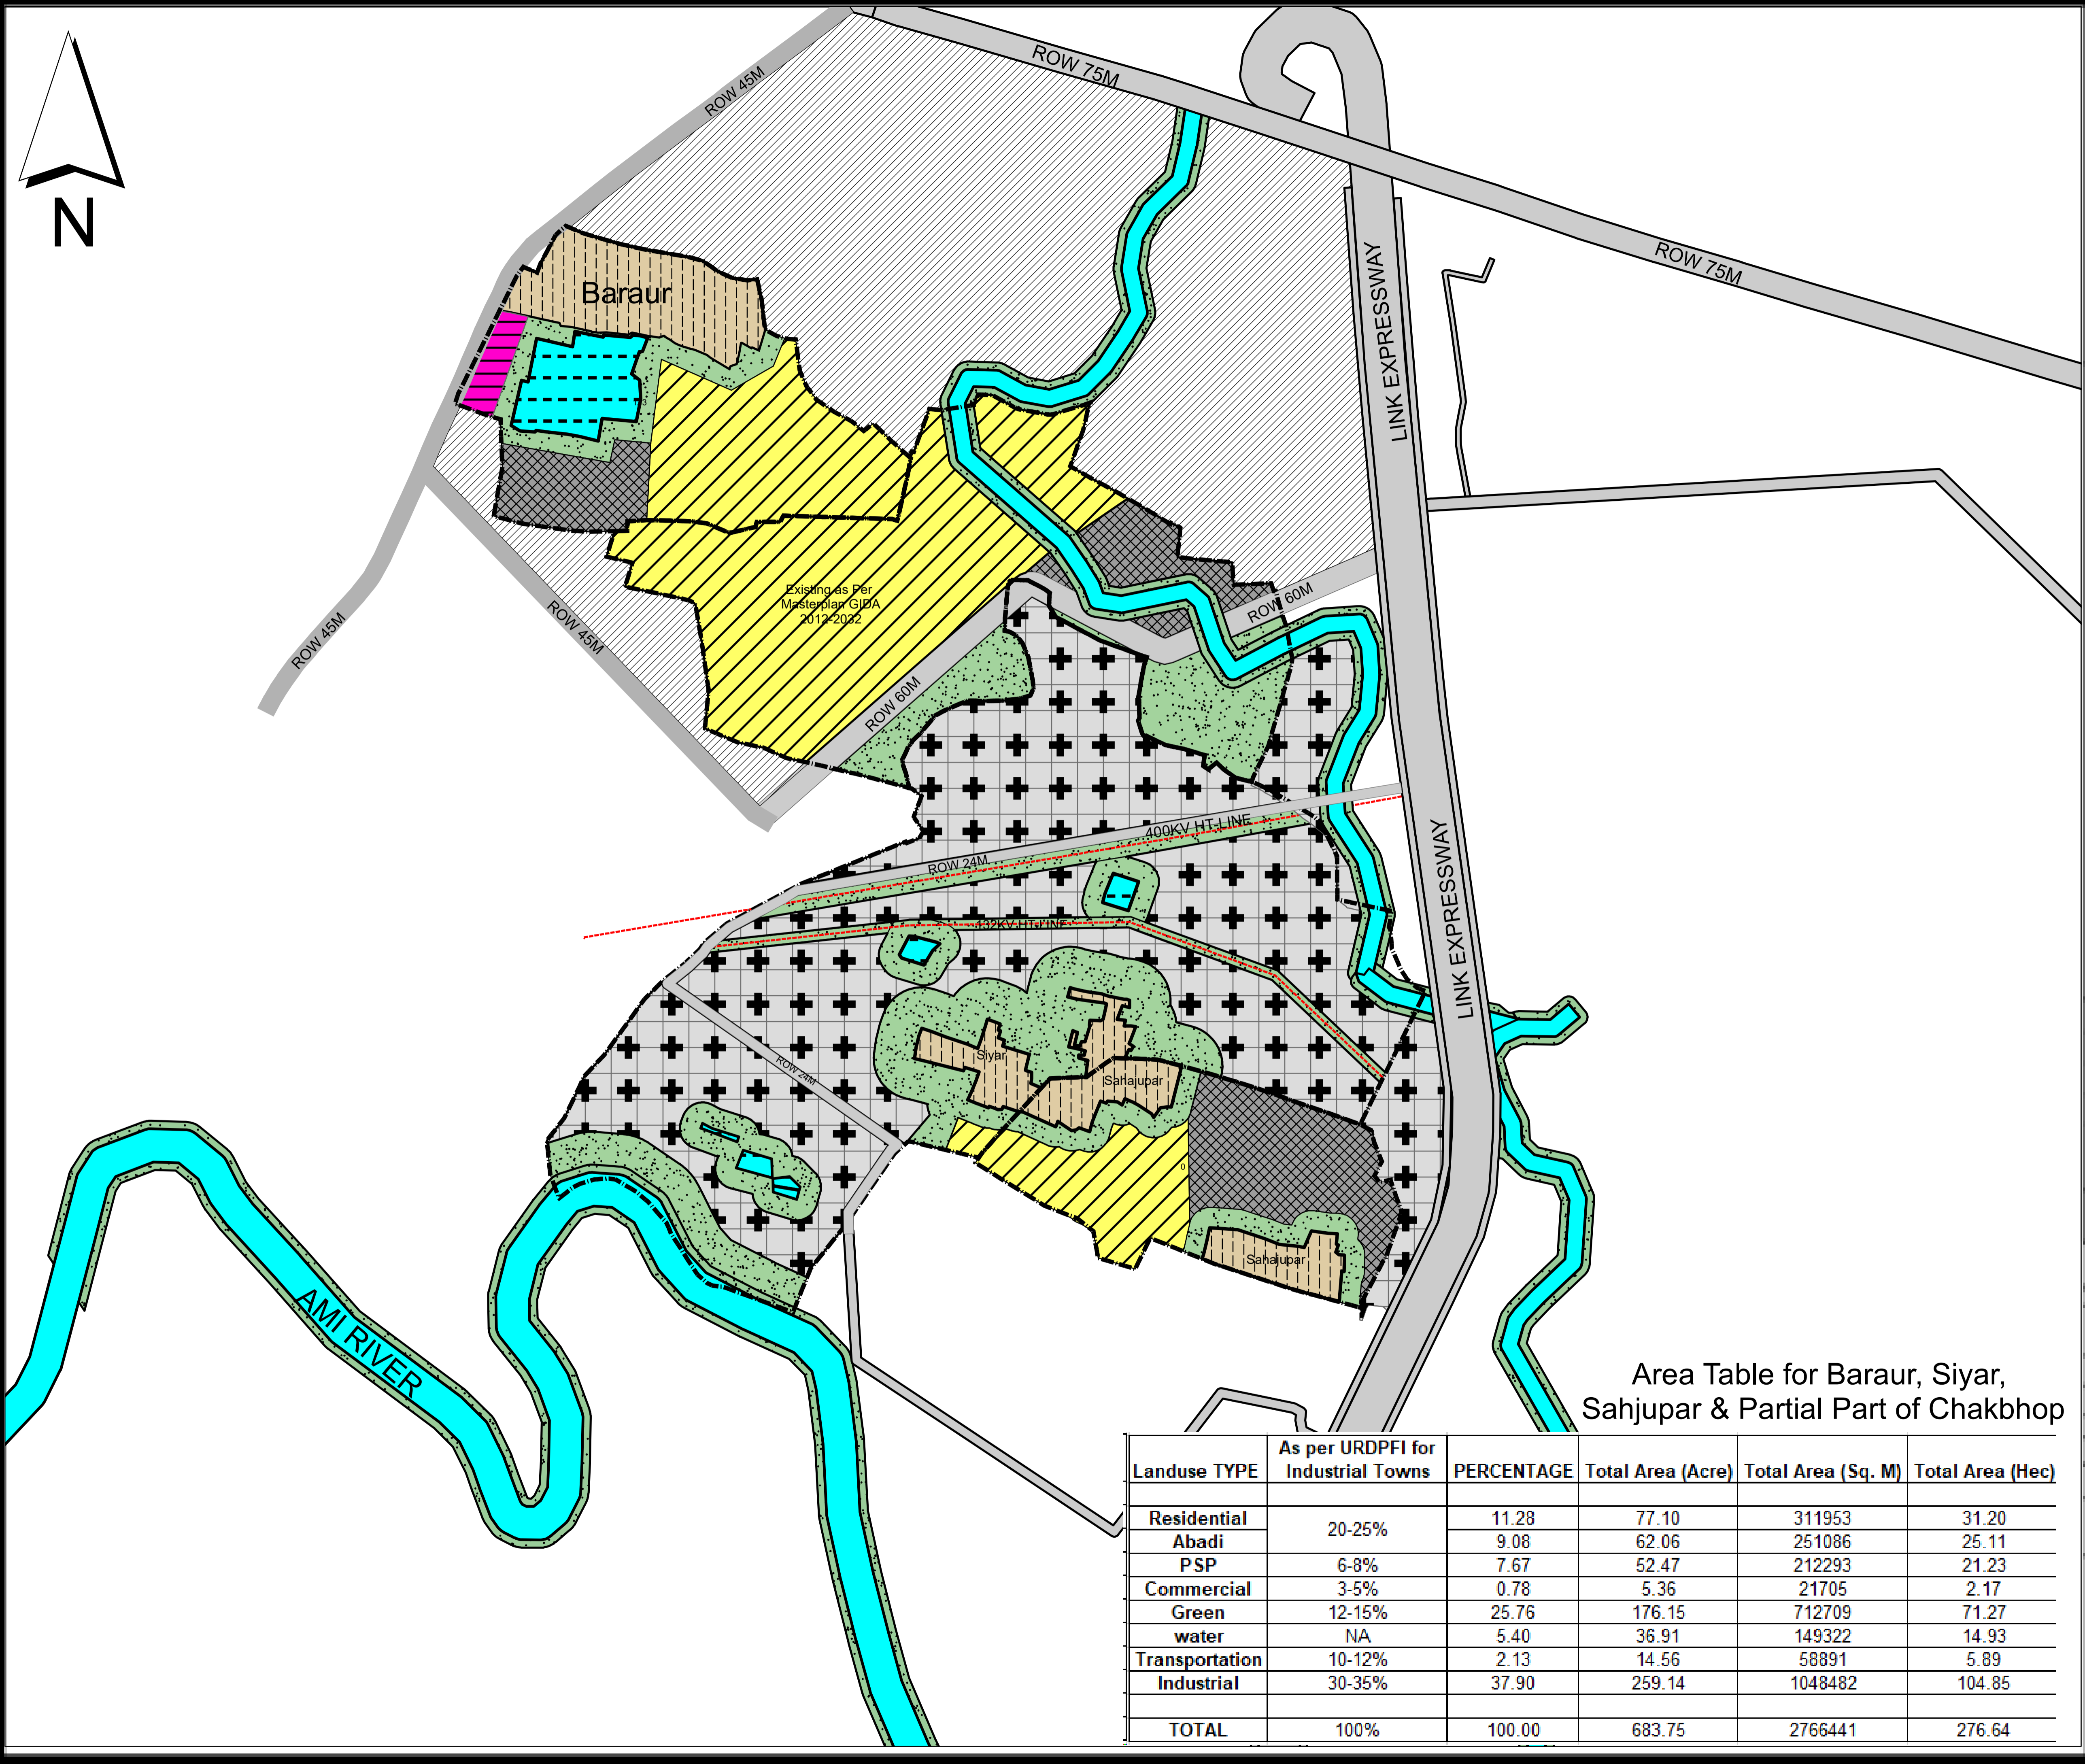 N
ROW 45M
ROW 75M
ROW 75M
LINK EXPRESSWAY
Baraur
ROW 45M
ROW 45M
Existing as Per
Masterplan GIDA
2012-2032
ROW 60M
ROW 60M
400KV HT-LINE
ROW 24M
132KV HT-LINE
LINK EXPRESSWAY
Siyar
Sahajupar
ROW 24M
0
Sahajupar
AMI RIVER
Area Table for Baraur, Siyar,
Sahjupar & Partial Part of Chakbhop
Landuse TYPE As per URDPFI for Industrial Towns PERCENTAGE Total Area (Acre) Total Area (Sq. M) Total Area (Hec)
Residential 20-25% 11.28 77.10 311953 31.20
Abadi 9.08 62.06 251086 25.11
PSP 6-8% 7.67 52.47 212293 21.23
Commercial 3-5% 0.78 5.36 21705 2.17
Green 12-15% 25.76 176.15 712709 71.27
water NA 5.40 36.91 149322 14.93
Transportation 10-12% 2.13 14.56 58891 5.89
Industrial 30-35% 37.90 259.14 1048482 104.85
TOTAL 100% 100.00 683.75 2766441 276.64